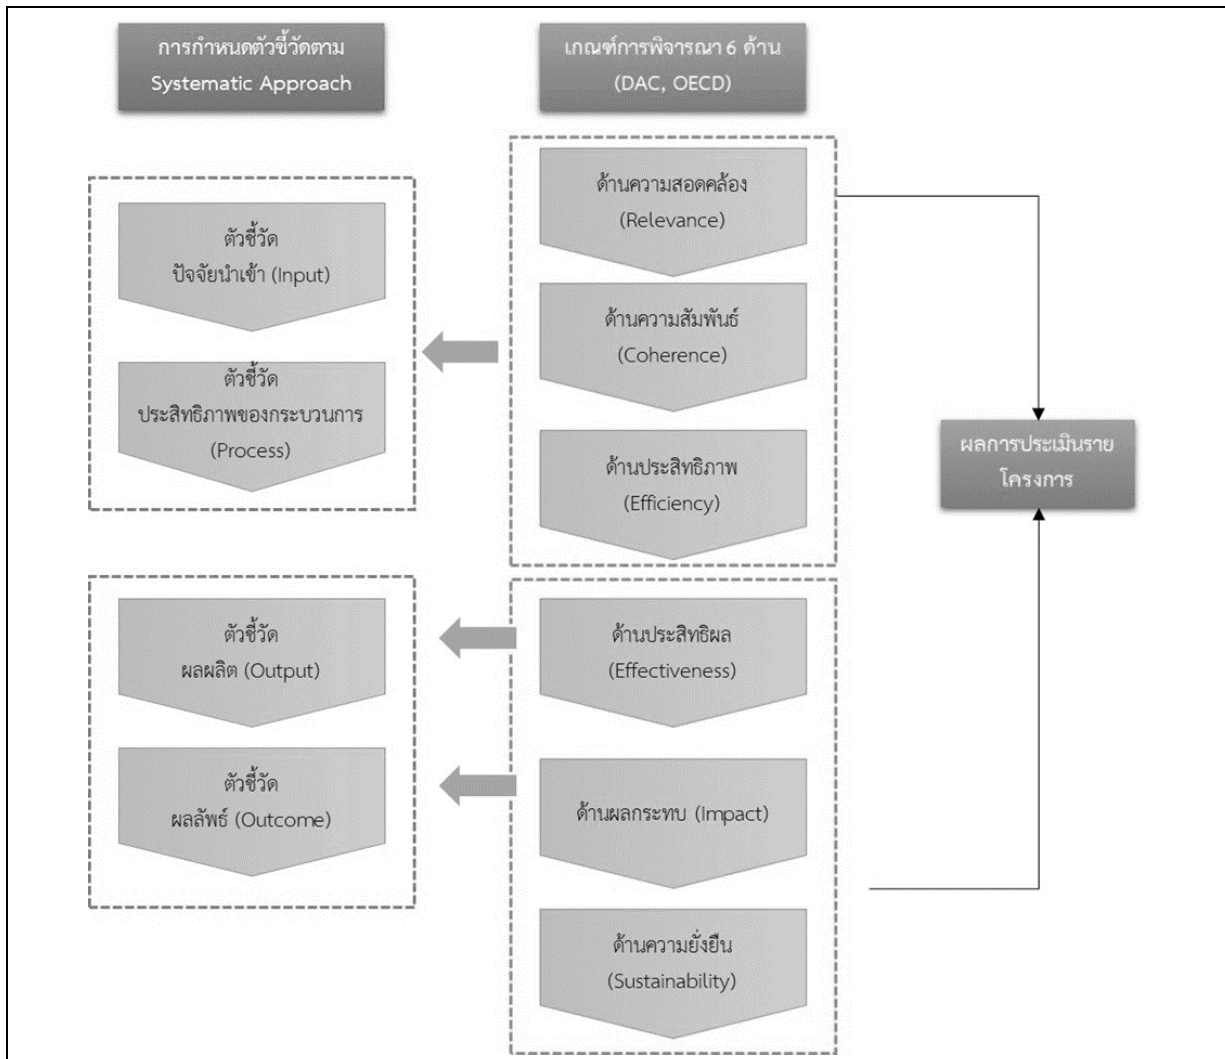 การกำหนดตัวชี้วัดตาม
Systematic Approach
เกณฑ์การพิจารณา 6 ด้าน
(DAC, OECD)
ตัวชี้วัด
ปัจจัยนำเข้า (Input)
ตัวชี้วัด
ประสิทธิภาพของกระบวนการ
(Process)
ตัวชี้วัด
ผลผลิต (Output)
ตัวชี้วัด
ผลลัพธ์ (Outcome)
ด้านความสอดคล้อง
(Relevance)
ด้านความสัมพันธ์
(Coherence)
ด้านประสิทธิภาพ
(Efficiency)
ด้านประสิทธิผล
(Effectiveness)
ด้านผลกระทบ (Impact)
ด้านความยั่งยืน
(Sustainability)
ผลการประเมินราย
โครงการ